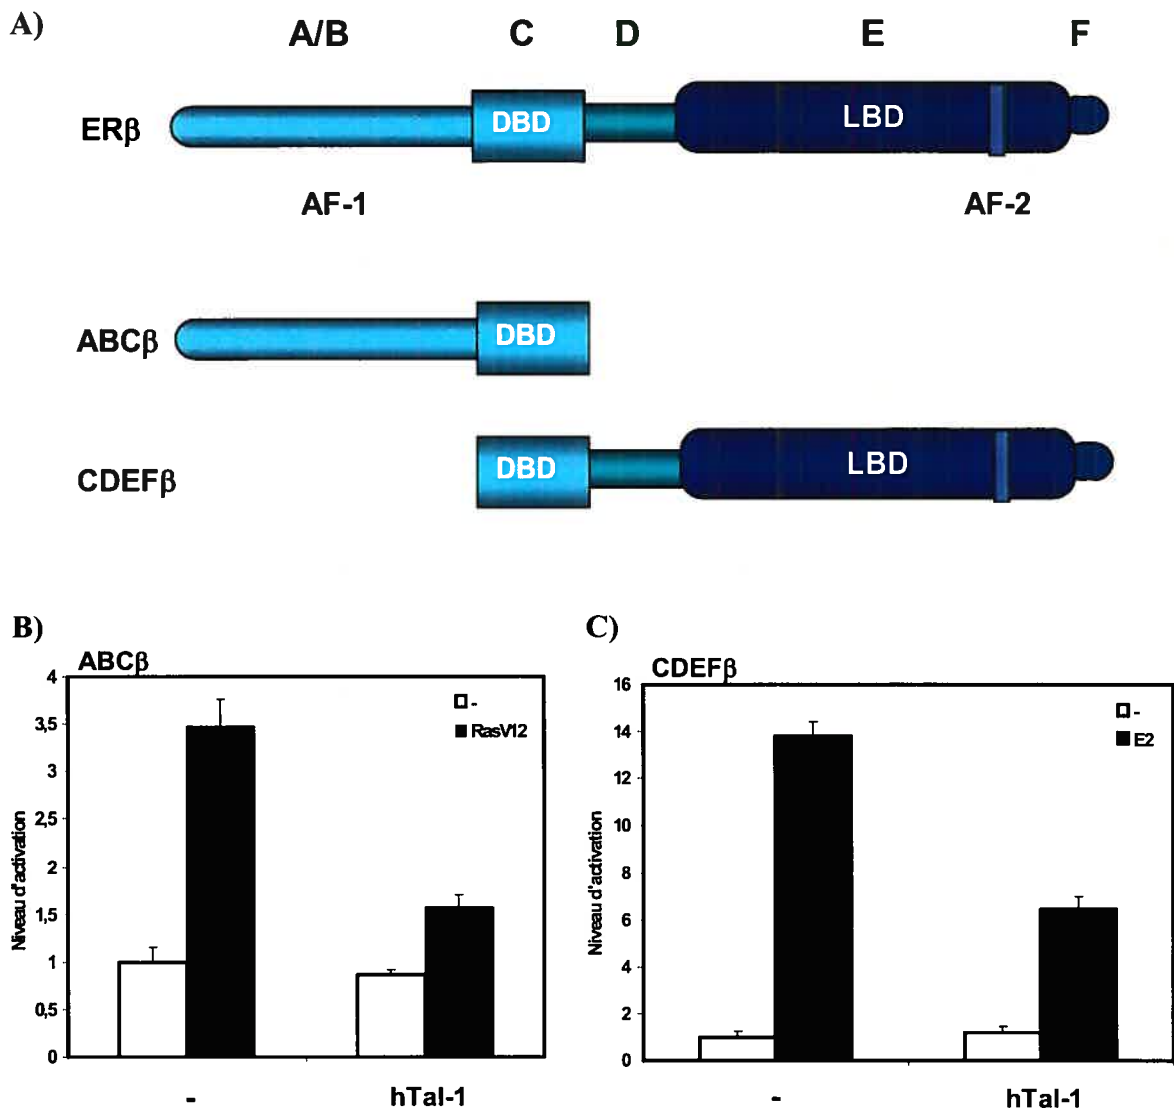 A)
A/B C D E F
ERβ DBD LBD
AF-1 AF-2
ABCβ DBD
CDEFβ DBD LBD
B)
ABCβ
4
3,5
3
2,5
2
1,5
1
0,5
0
Niveau d'activation
-
RasV12
- hTal-1
C)
CDEFβ
16
14
12
10
8
6
4
2
0
Niveau d'activation
-
E2
- hTal-1